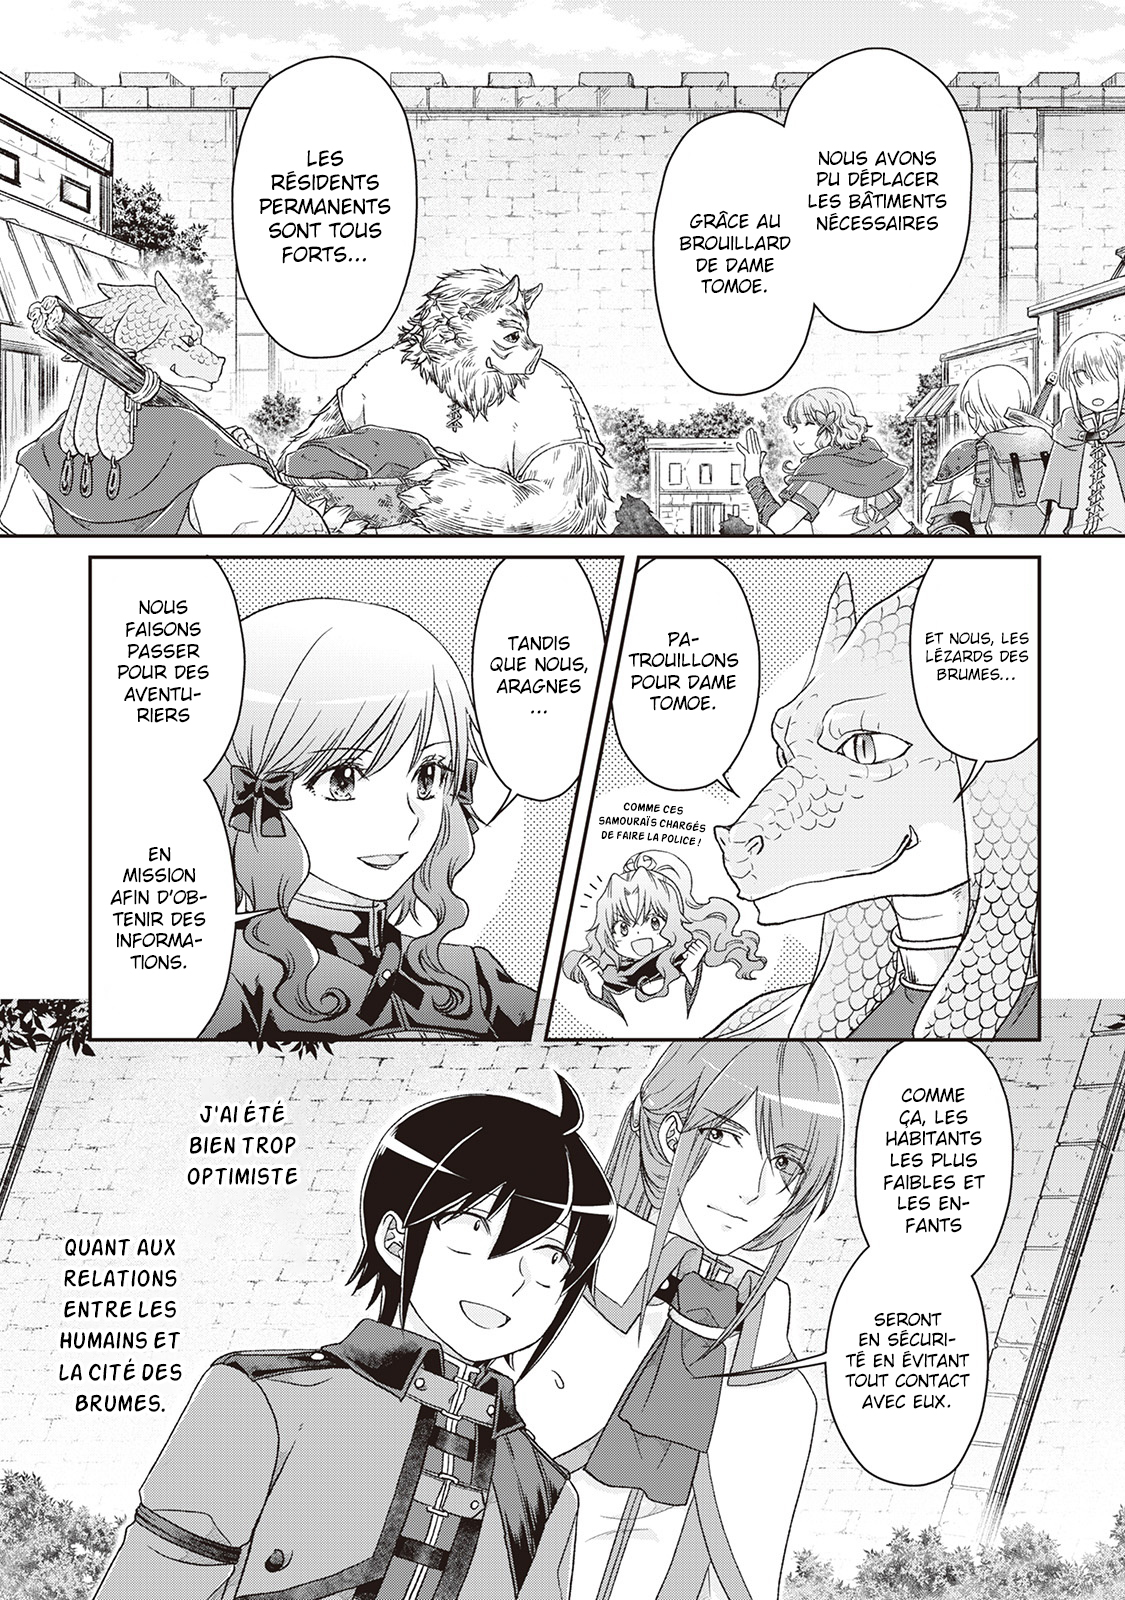 NOUS AVONS
PU DÉPLACER
LES BÂTIMENTS
NÉCESSAIRES
GRÂCE AU
BROUILLARD
DE DAME
TOMOE.
LES
RÉSIDENTS
PERMANENTS
SONT TOUS
FORTS...
ET NOUS, LES
LÉZARDS DES
BRUMES...
PA-
TROUILLONS
POUR DAME
TOMOE.
COMME CES
SAMOURAÏS CHARGÉS
DE FAIRE LA POLICE !
TANDIS
QUE NOUS,
ARAGNES
...
NOUS
FAISONS
PASSER
POUR DES
AVENTU-
RIERS
EN
MISSION
AFIN D'OB-
TENIR DES
INFORMA-
TIONS.
COMME
ÇA, LES
HABITANTS
LES PLUS
FAIBLES ET
LES EN-
FANTS
SERONT
EN SÉCURI-
TÉ EN ÉVITANT
TOUT CONTACT
AVEC EUX.
J'AI ÉTÉ
BIEN TROP
OPTIMISTE
QUANT AUX
RELATIONS
ENTRE LES
HUMAINS ET
LA CITÉ DES
BRUMES.